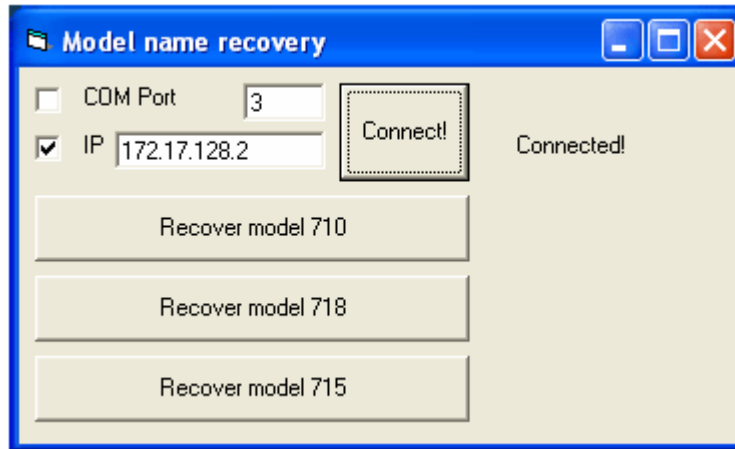 Model name recovery
COM Port 3
IP 172.17.128.2
Connect!
Connected!
Recover model 710
Recover model 718
Recover model 715